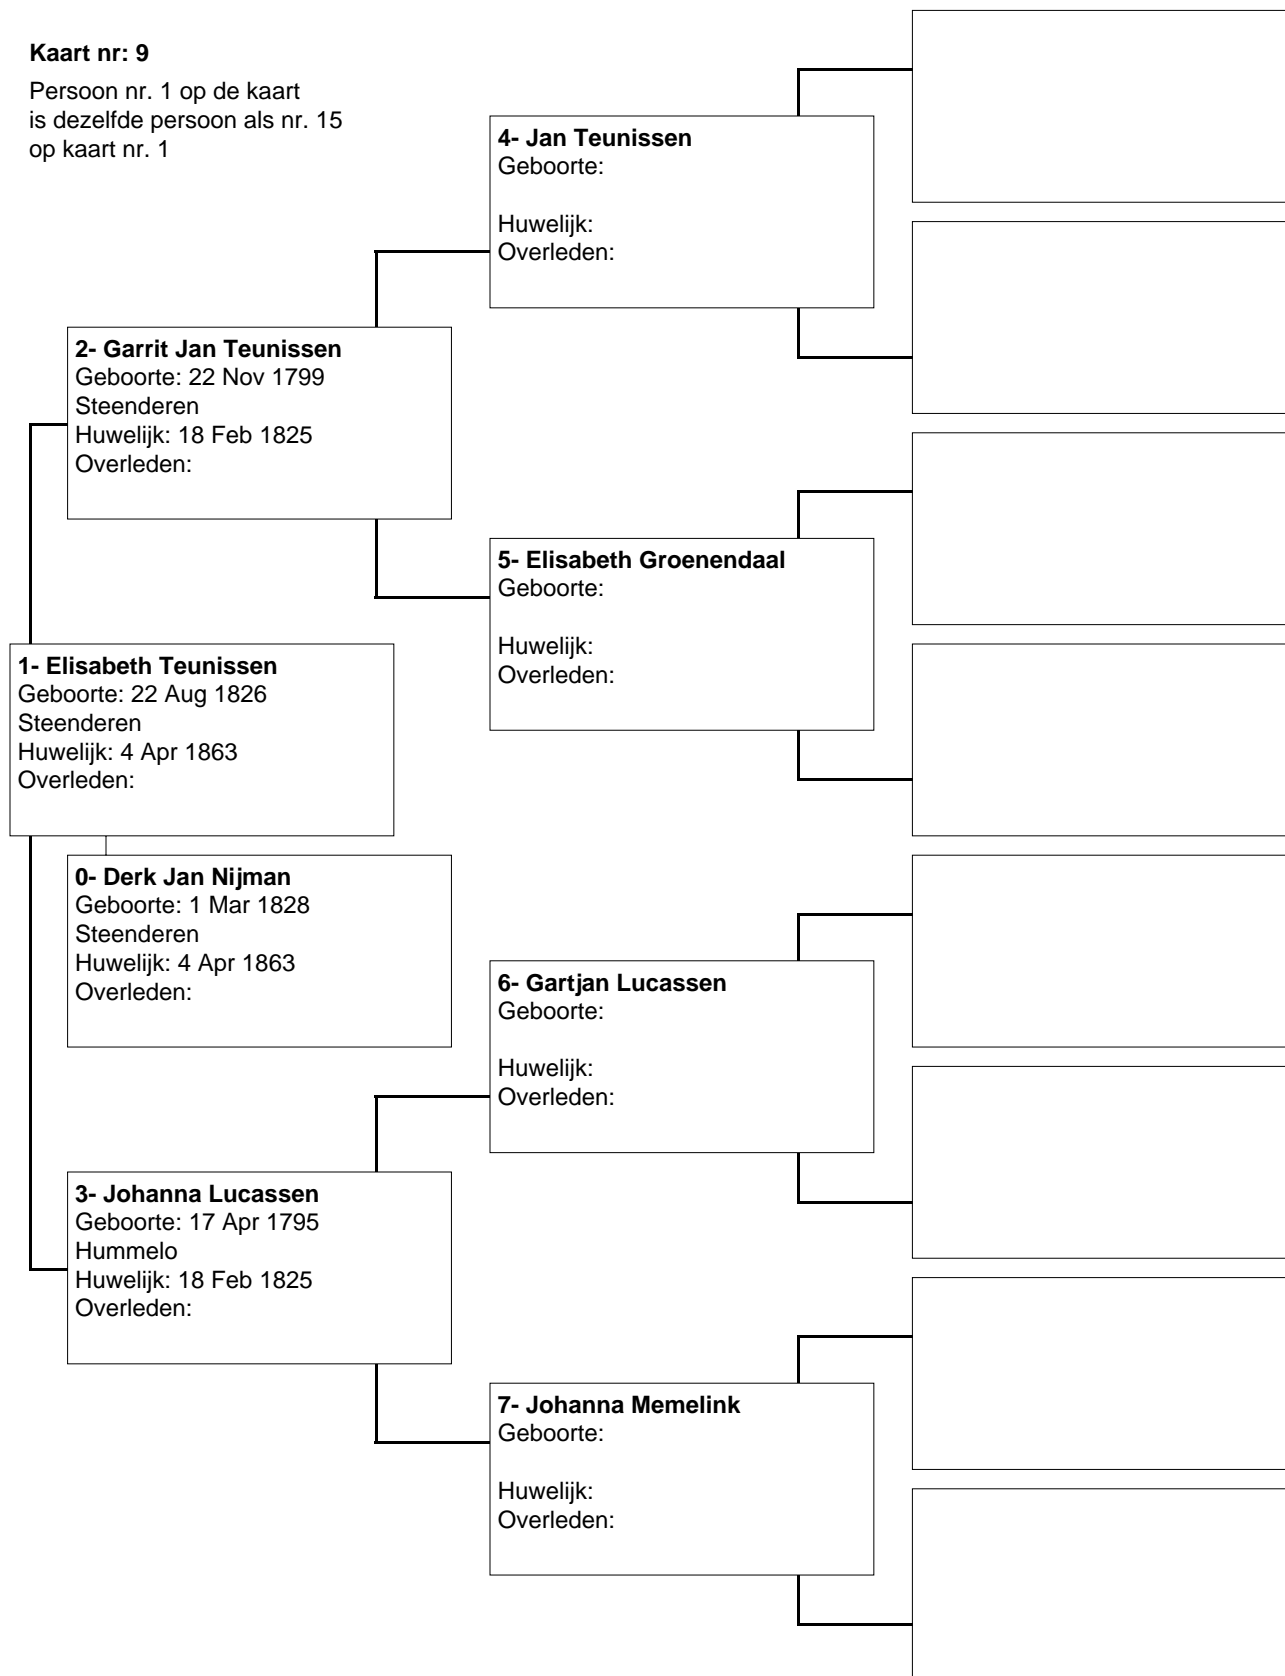 Kaart nr: 9
Persoon nr. 1 op de kaart
is dezelfde persoon als nr. 15
op kaart nr. 1
4- Jan Teunissen
Geboorte:
Huwelijk:
Overleden:
2- Garrit Jan Teunissen
Geboorte: 22 Nov 1799
Steenderen
Huwelijk: 18 Feb 1825
Overleden:
5- Elisabeth Groenendaal
Geboorte:
Huwelijk:
Overleden:
1- Elisabeth Teunissen
Geboorte: 22 Aug 1826
Steenderen
Huwelijk: 4 Apr 1863
Overleden:
0- Derk Jan Nijman
Geboorte: 1 Mar 1828
Steenderen
Huwelijk: 4 Apr 1863
Overleden:
6- Gartjan Lucassen
Geboorte:
Huwelijk:
Overleden:
3- Johanna Lucassen
Geboorte: 17 Apr 1795
Hummelo
Huwelijk: 18 Feb 1825
Overleden:
7- Johanna Memelink
Geboorte:
Huwelijk:
Overleden: